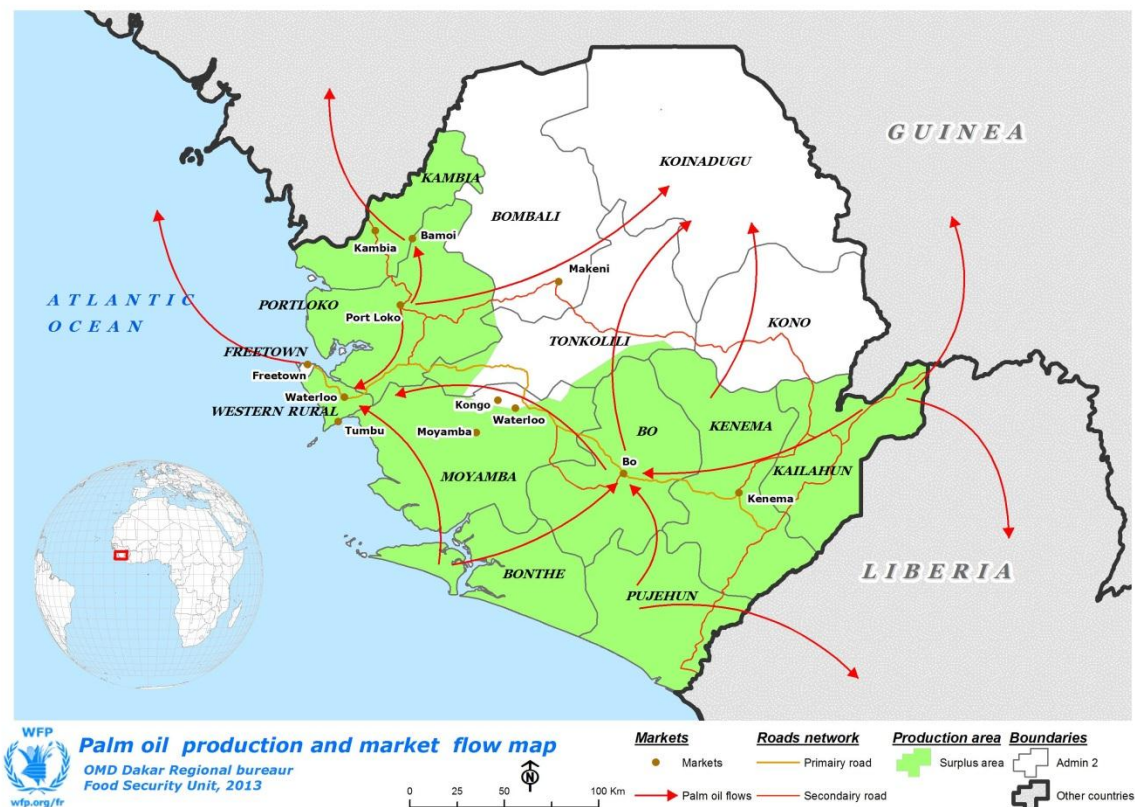 GUINEA
KOINADUGU
KAMBIA
BOMBALI
Bamoi
Kambia
Makeni
ATLANTIC
OCEAN
PORTLOKO
Port Loko
KONO
TONKOLILI
FREETOWN
Freetown
Waterloo
WESTERN RURAL
Kongo
Waterloo
Tumbu
Moyamba
BO
KENEMA
Bo
KAILAHUN
MOYAMBA
Kenema
LIBERIA
BONTHE
PUJEHUN
WFP
wfp.org/fr
Palm oil production and market flow map
OMD Dakar Regional bureaur
Food Security Unit, 2013
N
0 25 50 100 Km
Markets
Markets
Palm oil flows
Roads network
Primairy road
Secondairy road
Production area
Surplus area
Boundaries
Admin 2
Other countries